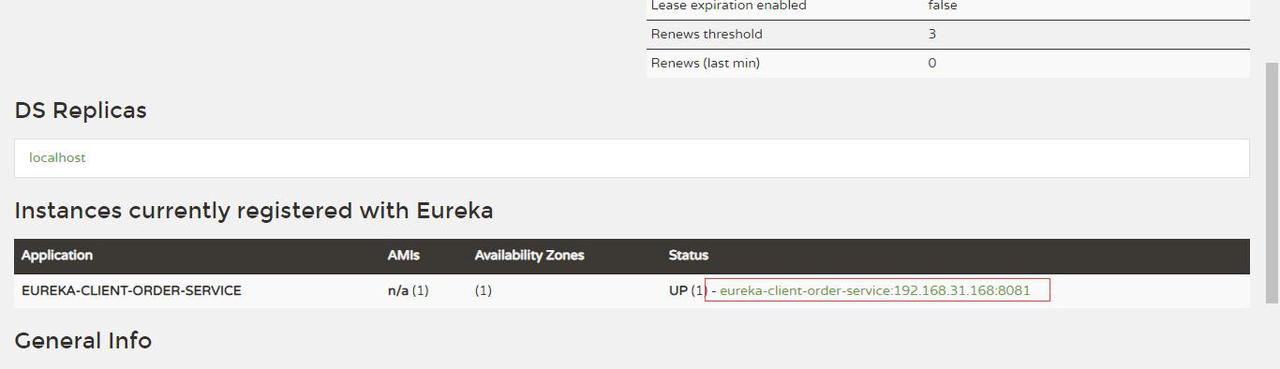 Lease expiration enabled false
Renews threshold 3
Renews (last min) 0
DS Replicas
localhost
Instances currently registered with Eureka
Application AMIs Availability Zones Status
EUREKA-CLIENT-ORDER-SERVICE n/a (1) (1) UP (1) - eureka-client-order-service:192.168.31.168:8081
General Info